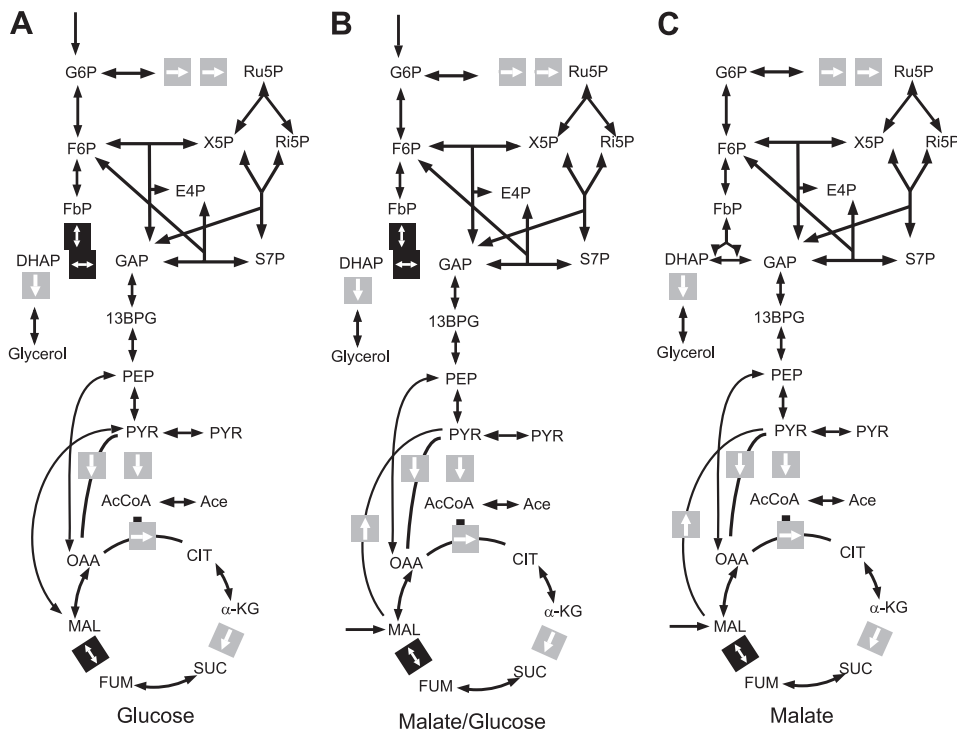 A
G6P
Ru5P
F6P
X5P
Ri5P
E4P
FbP
DHAP
GAP
S7P
13BPG
Glycerol
PEP
PYR
PYR
AcCoA
Ace
OAA
CIT
α-KG
MAL
SUC
FUM
Glucose
B
G6P
Ru5P
F6P
X5P
Ri5P
E4P
FbP
DHAP
GAP
S7P
13BPG
Glycerol
PEP
PYR
PYR
AcCoA
Ace
OAA
CIT
α-KG
MAL
SUC
FUM
Malate/Glucose
C
G6P
Ru5P
F6P
X5P
Ri5P
E4P
FbP
DHAP
GAP
S7P
13BPG
Glycerol
PEP
PYR
PYR
AcCoA
Ace
OAA
CIT
α-KG
MAL
SUC
FUM
Malate